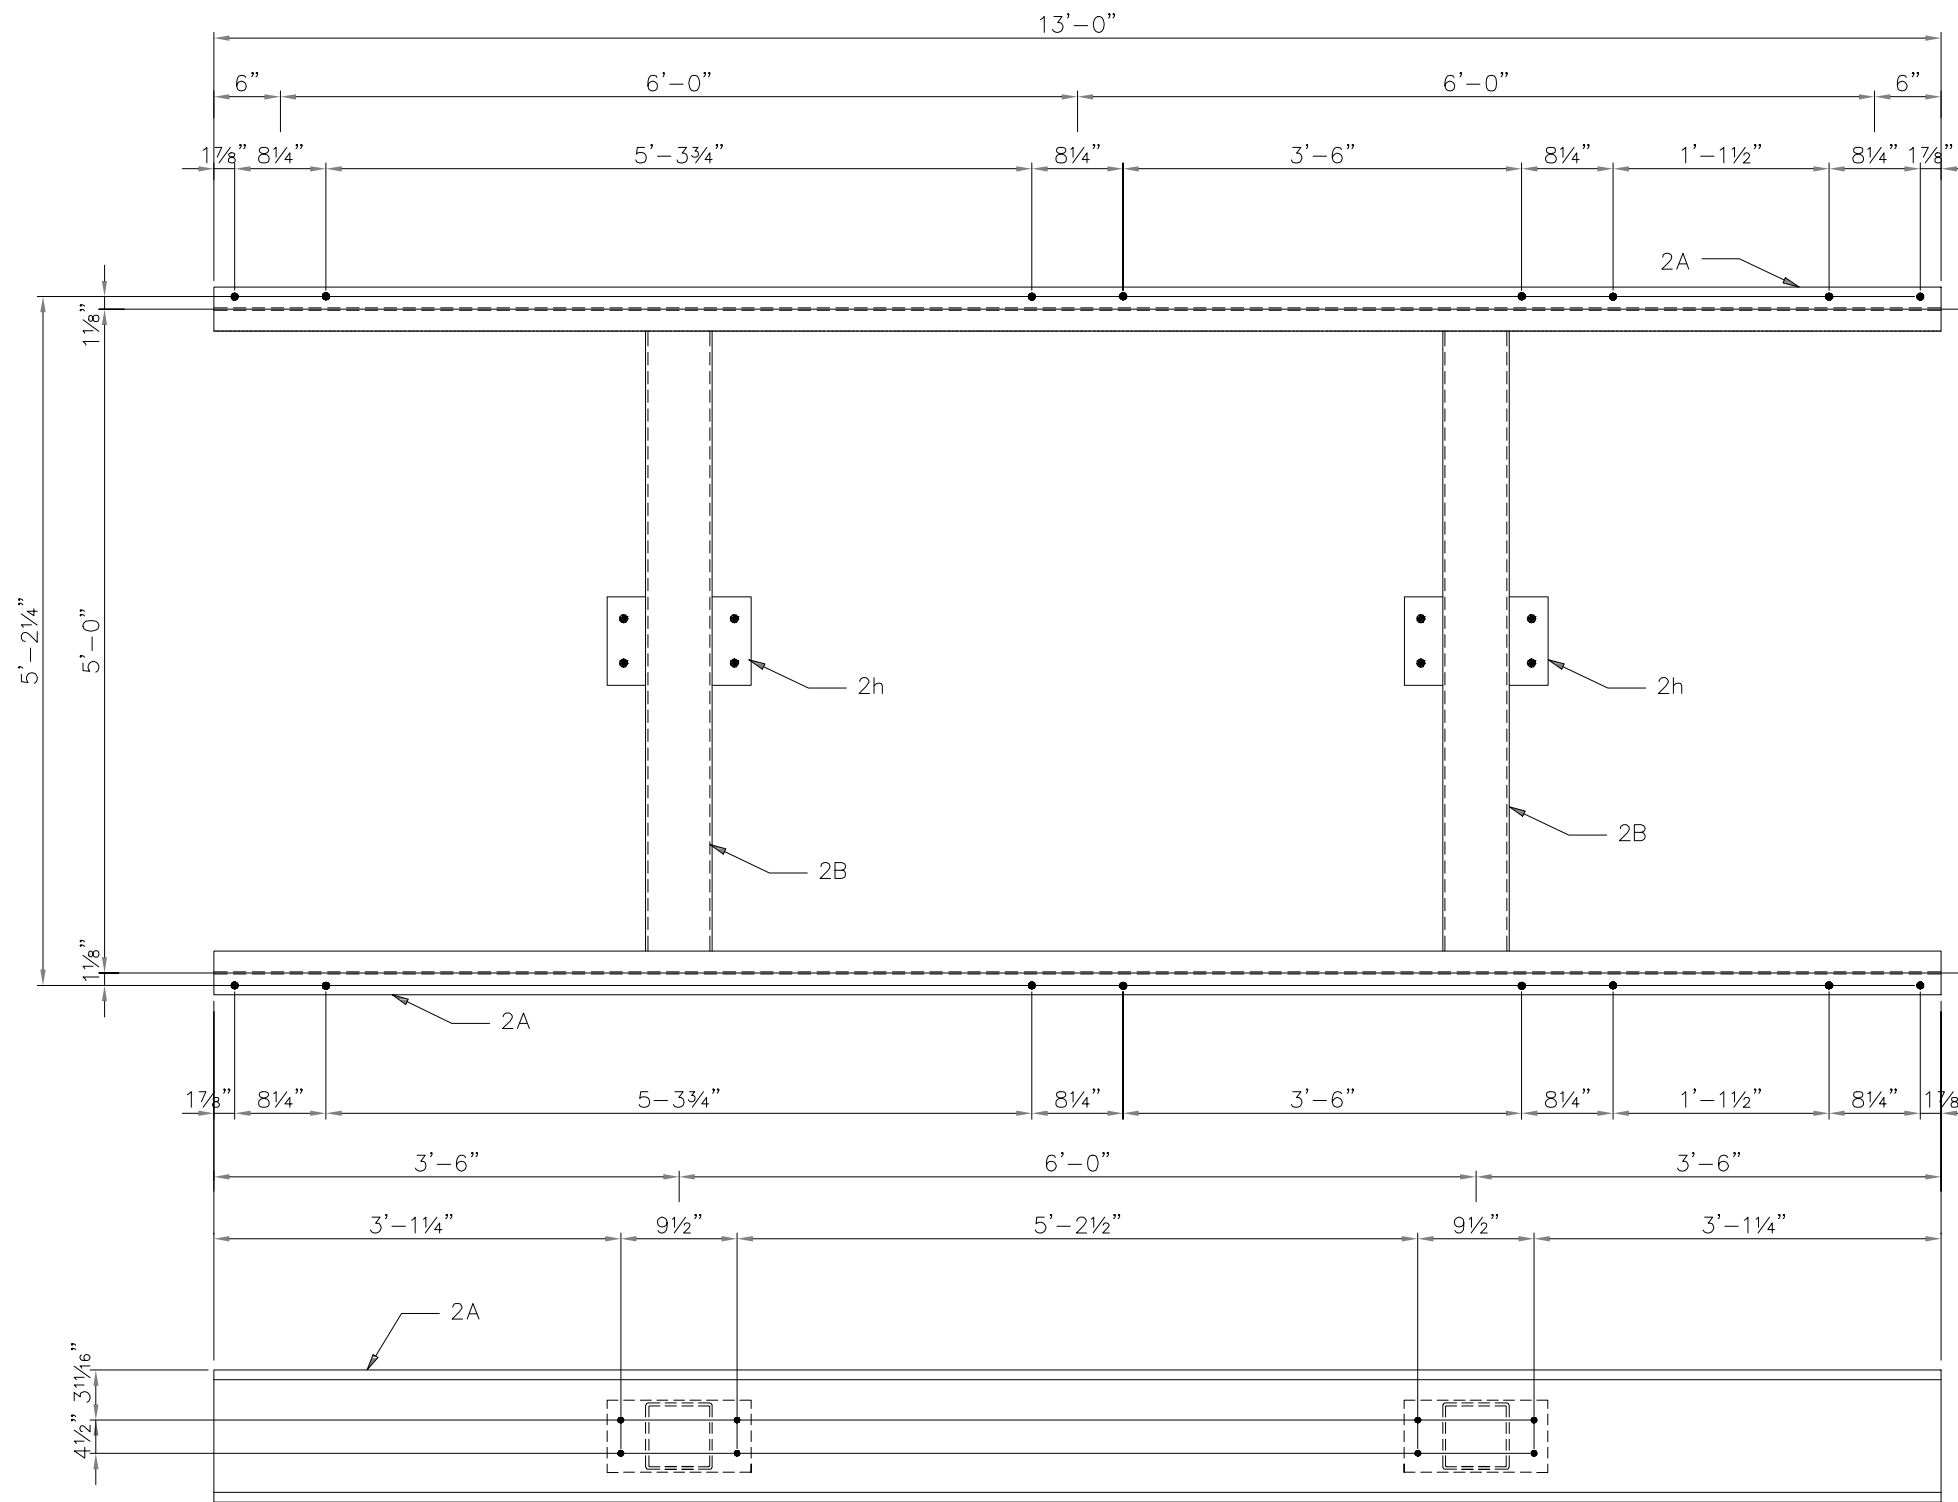 13'-0"
6" 6'-0" 6'-0" 6"
1⅞" 8¼" 5'-3¾" 8¼" 3'-6" 8¼" 1'-1½" 8¼" 1⅞"
2A
1⅛"
5'-2¼"
5'-0"
2h
2h
2B
2B
1⅛"
2A
1⅞" 8¼" 5-3¾" 8¼" 3'-6" 8¼" 1'-1½" 8¼" 1⅞
3'-6" 6'-0" 3'-6"
3'-1¼" 9½" 5'-2½" 9½" 3'-1¼"
2A
3 11/16"
4½"